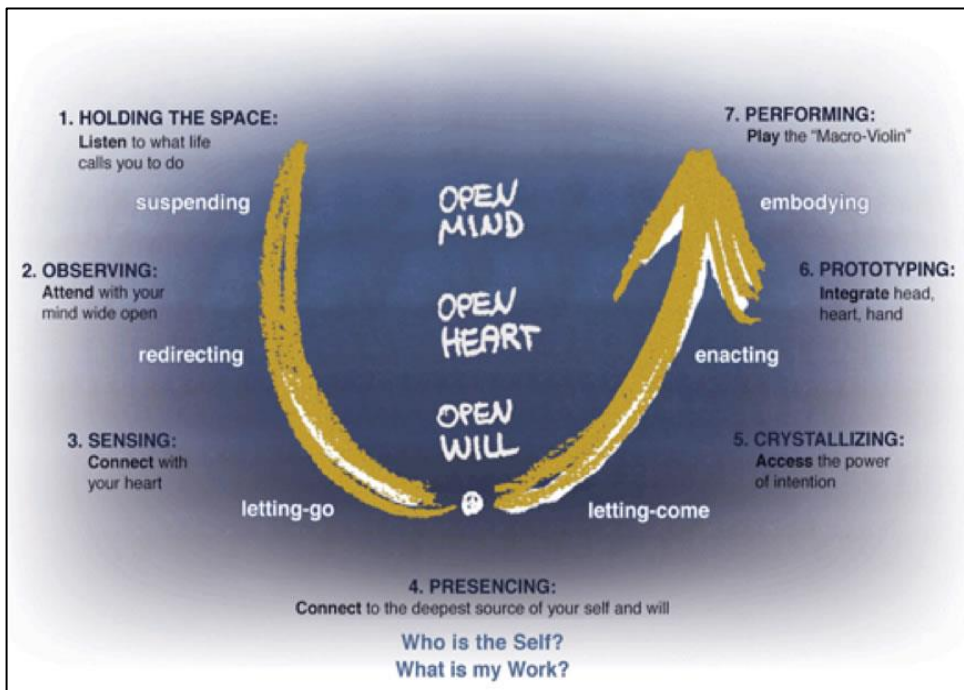 1. HOLDING THE SPACE:
Listen to what life
calls you to do
suspending
2. OBSERVING:
Attend with your
mind wide open
redirecting
3. SENSING:
Connect with
your heart
letting-go
OPEN
MIND
OPEN
HEART
OPEN
WILL
4. PRESENCING:
Connect to the deepest source of your self and will
Who is the Self?
What is my Work?
7. PERFORMING:
Play the "Macro-Violin"
embodying
6. PROTOTYPING:
Integrate head,
heart, hand
enacting
5. CRYSTALLIZING:
Access the power
of intention
letting-come